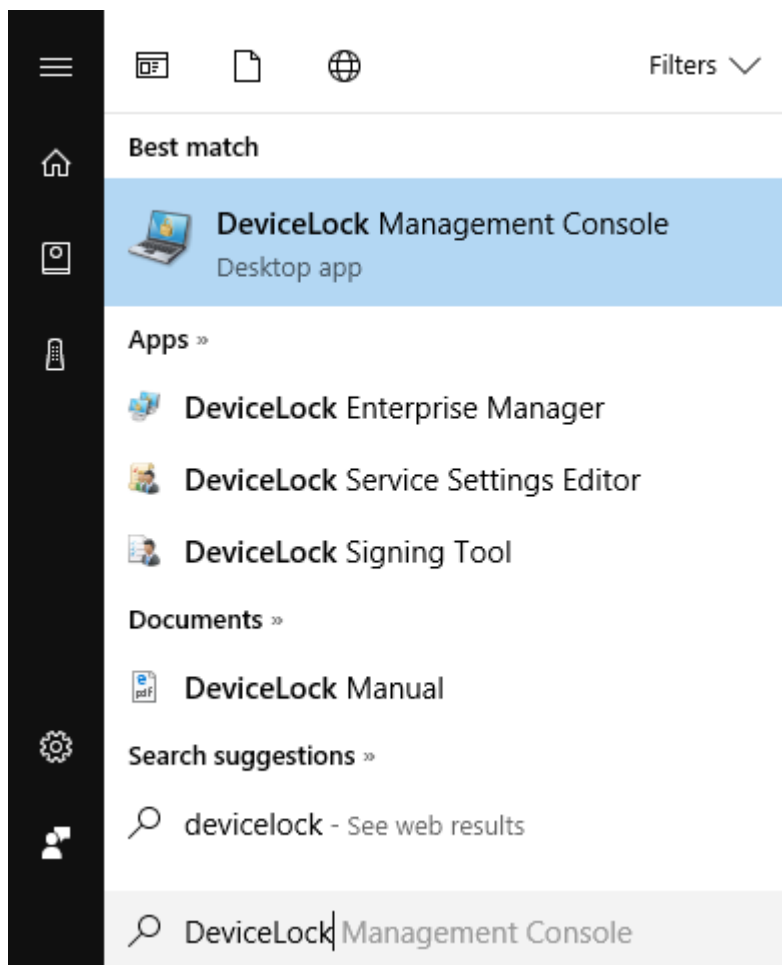 Filters
Best match
DeviceLock Management Console
Desktop app
Apps »
DeviceLock Enterprise Manager
DeviceLock Service Settings Editor
DeviceLock Signing Tool
Documents »
pdf
DeviceLock Manual
Search suggestions »
devicelock - See web results
DeviceLock Management Console